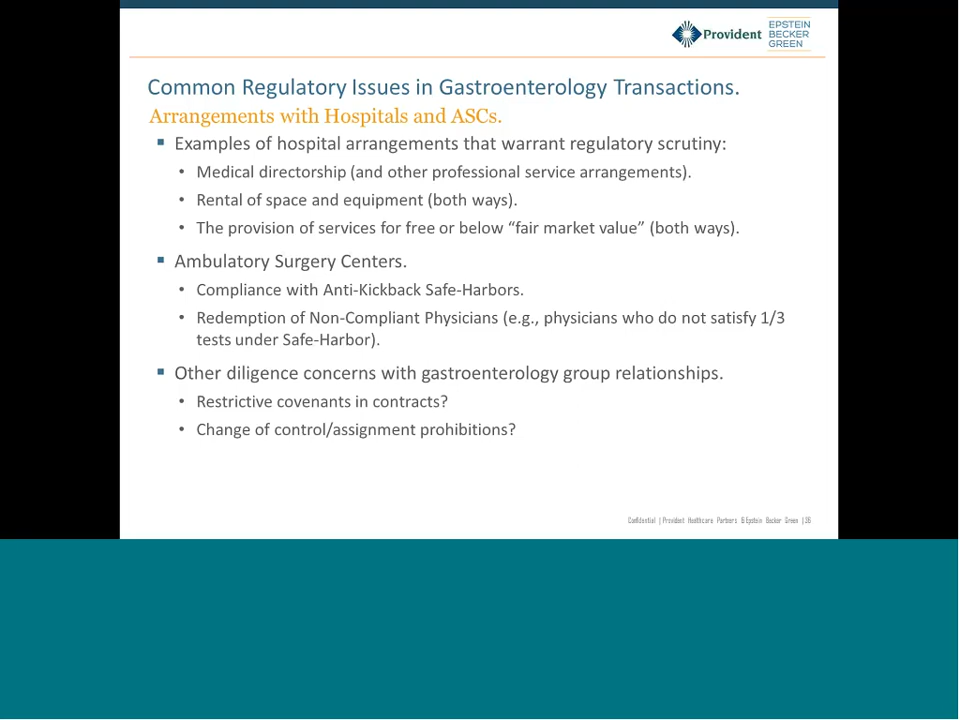 Provident
EPSTEIN
BECKER
GREEN
Common Regulatory Issues in Gastroenterology Transactions.
Arrangements with Hospitals and ASCs.
▪ Examples of hospital arrangements that warrant regulatory scrutiny:
• Medical directorship (and other professional service arrangements).
• Rental of space and equipment (both ways).
• The provision of services for free or below “fair market value” (both ways).
▪ Ambulatory Surgery Centers.
• Compliance with Anti-Kickback Safe-Harbors.
• Redemption of Non-Compliant Physicians (e.g., physicians who do not satisfy 1/3
tests under Safe-Harbor).
▪ Other diligence concerns with gastroenterology group relationships.
• Restrictive covenants in contracts?
• Change of control/assignment prohibitions?
Confidential | Provident Healthcare Partners & Epstein Becker Green | 26